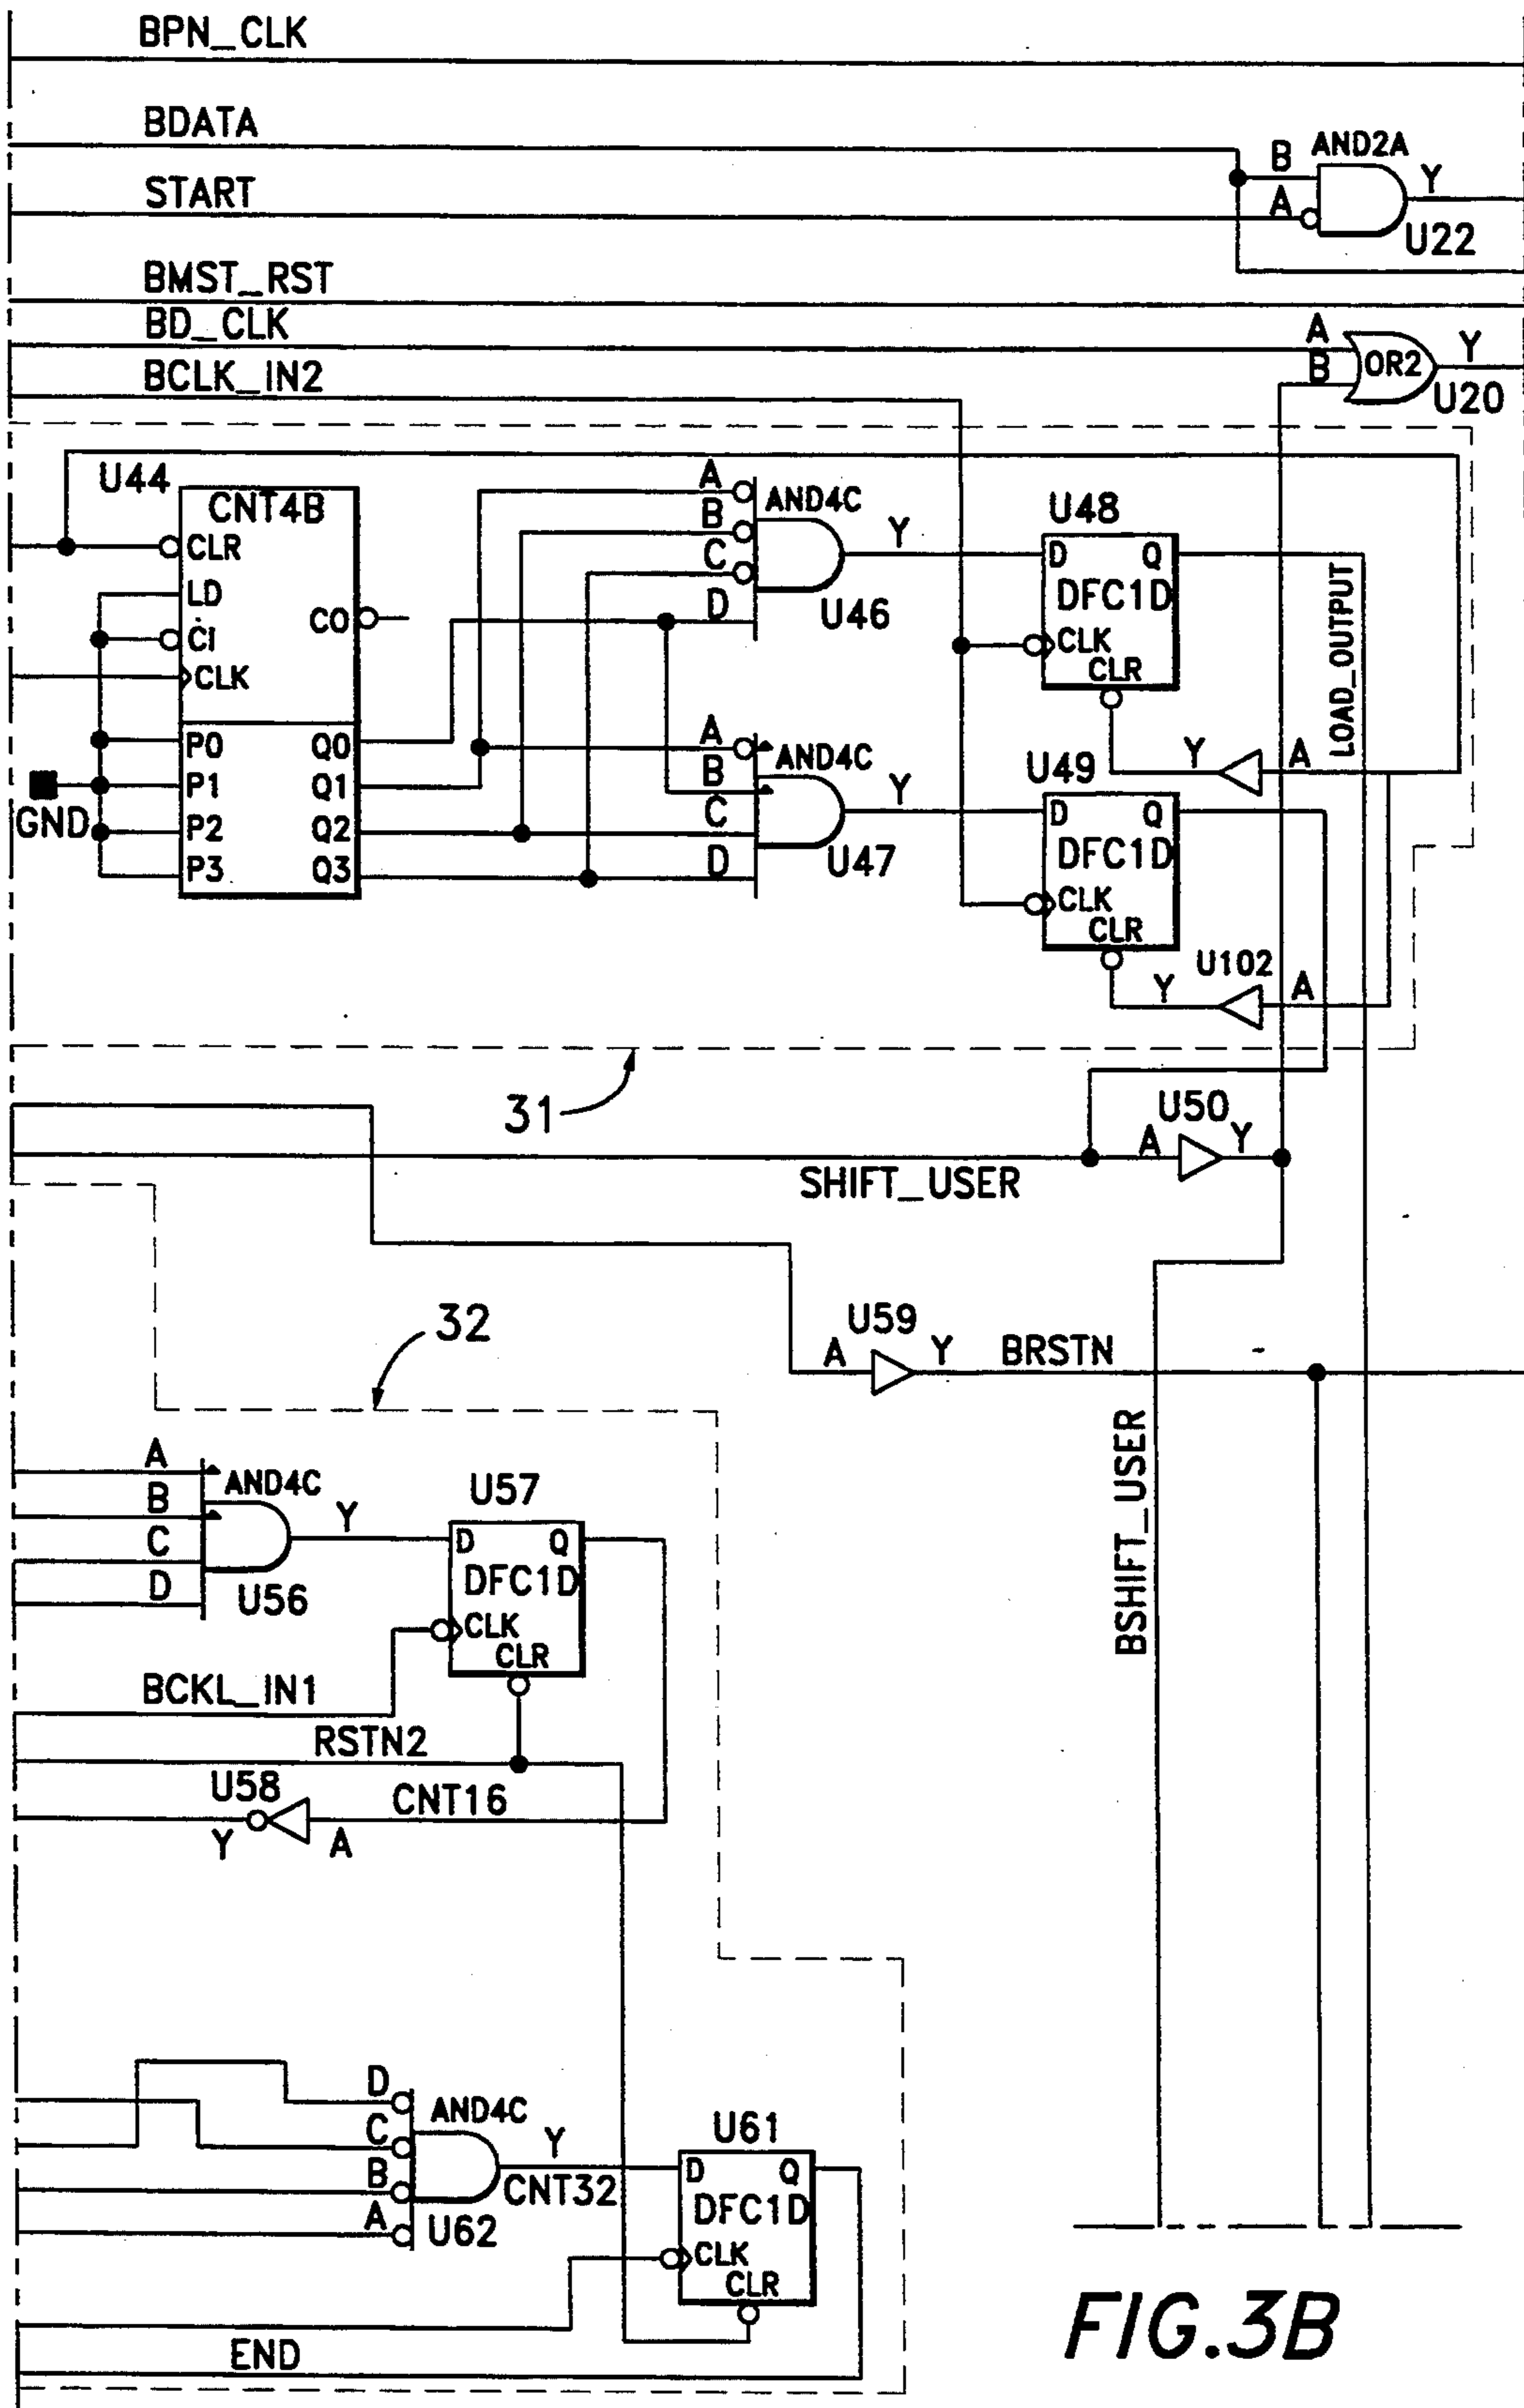 BPN_CLK
BDATA
AND2A
B
Y
START
A
U22
BMST_RST
BD_CLK
A
Y
B
OR2
BCLK_IN2
U20
U44
CNT4B
A
AND4C
U48
B
Y
CLR
C
D
Q
LD
D
DFC1D
CO
U46
CI
CLK
CLK
CLR
LOAD_OUTPUT
P0
Q0
A
AND4C
Y
A
P1
Q1
B
Y
U49
GND
C
D
Q
P2
Q2
DFC1D
P3
Q3
D
U47
CLK
CLR
U102
Y
A
31
U50
A
Y
SHIFT_USER
32
U59
A
Y
BRSTN
BSHIFT_USER
A
AND4C
U57
B
Y
C
D
Q
D
DFC1D
U56
CLK
CLR
BCKL_IN1
RSTN2
U58
CNT16
Y
A
D
AND4C
U61
C
Y
B
D
Q
CNT32
DFC1D
A
U62
CLK
CLR
END
FIG.3B